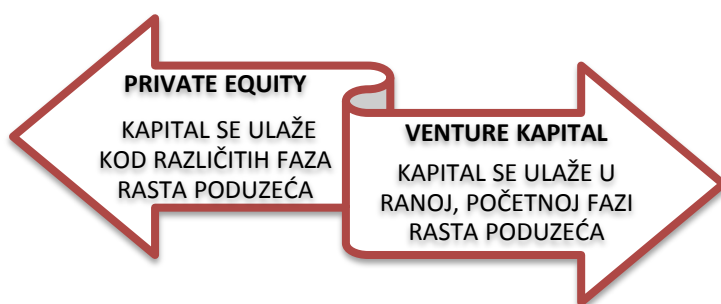 PRIVATE EQUITY
KAPITAL SE ULAŽE
KOD RAZLIČITIH FAZA
RASTA PODUZEĆA
VENTURE KAPITAL
KAPITAL SE ULAŽE U
RANOJ, POČETNOJ FAZI
RASTA PODUZEĆA